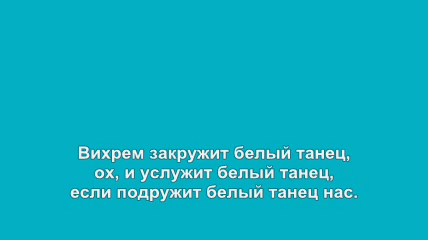 Вихрем закружит белый танец,
ох, и услужит белый танец,
если подружит белый танец нас.